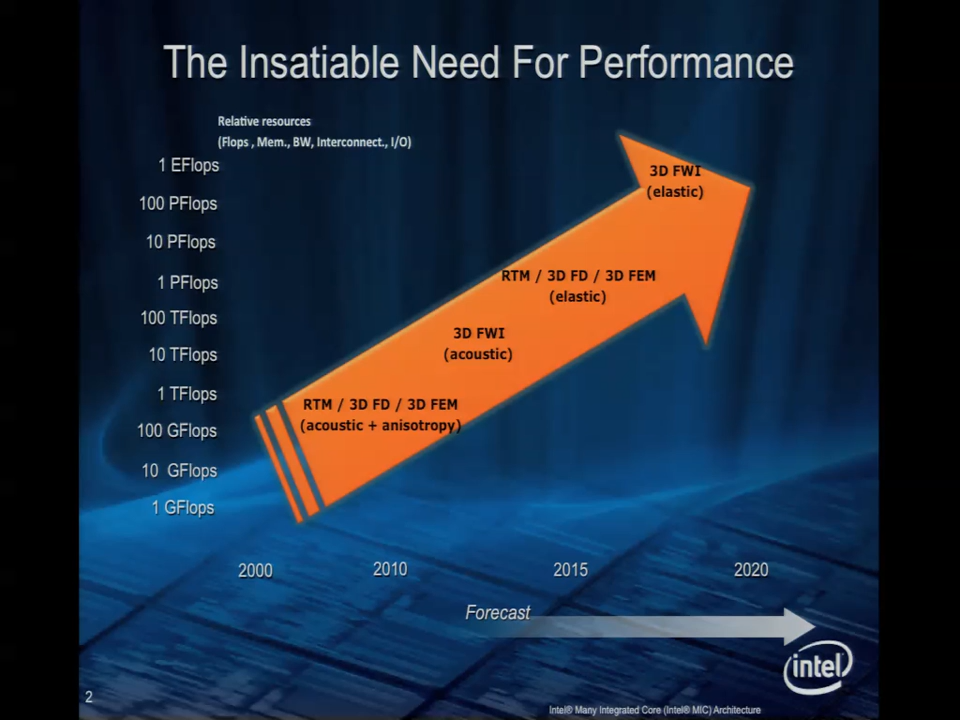 The Insatiable Need For Performance
Relative resources
(Flops , Mem., BW, Interconnect., I/O)
1 EFlops
100 PFlops
10 PFlops
1 PFlops
100 TFlops
10 TFlops
1 TFlops
100 GFlops
10 GFlops
1 GFlops
3D FWI
(elastic)
RTM / 3D FD / 3D FEM
(elastic)
3D FWI
(acoustic)
RTM / 3D FD / 3D FEM
(acoustic + anisotropy)
2000
2010
2015
2020
Forecast
intel
2
Intel® Many Integrated Core (Intel® MIC) Architecture